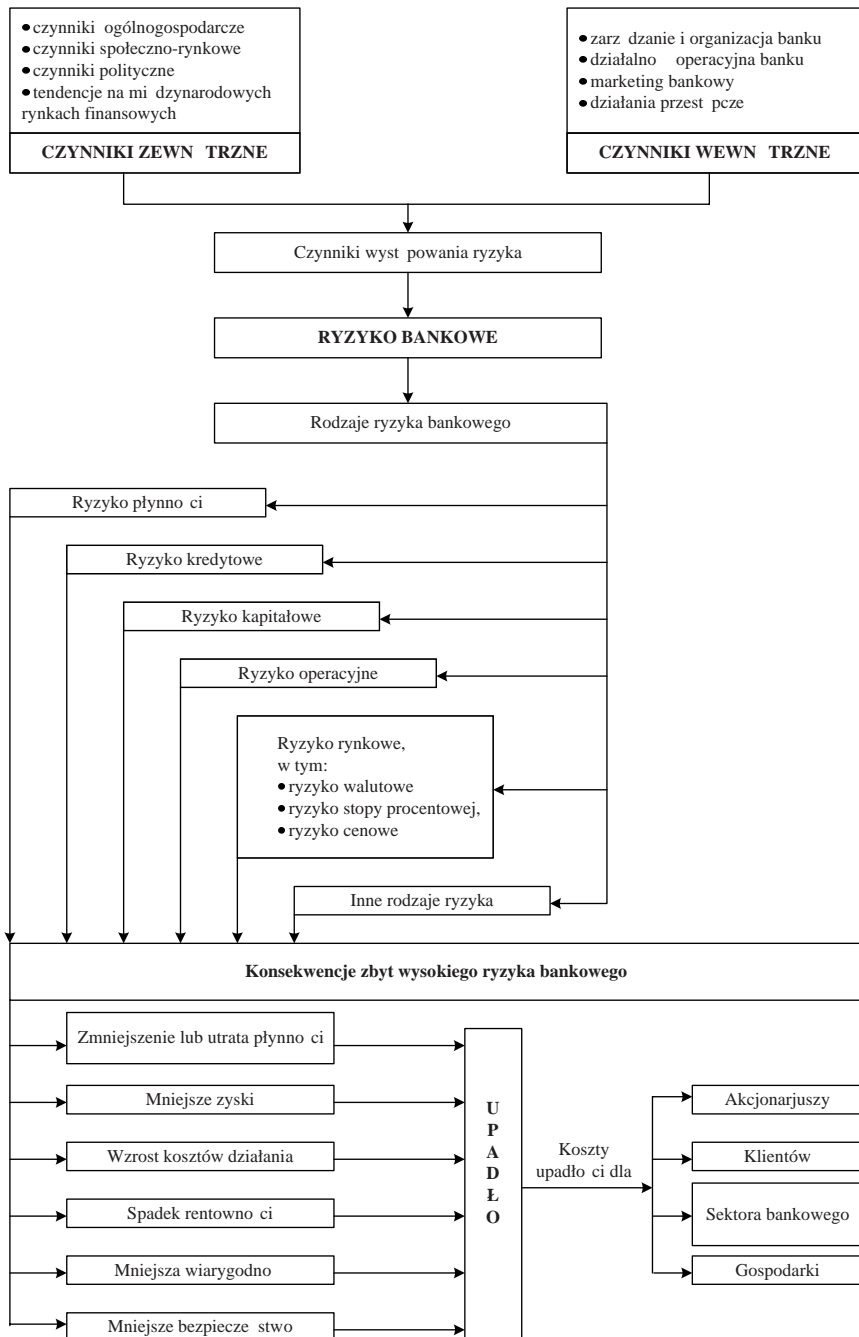 • czynniki ogólnogospodarcze
• czynniki społeczno-rynkowe
• czynniki polityczne
• tendencje na mi dzynarodowych
rynkach finansowych
CZYNNIKI ZEWN TRZNE
• zarz dzanie i organizacja banku
• działalno operacyjna banku
• marketing bankowy
• działania przest pcze
CZYNNIKI WEWN TRZNE
Czynniki wyst powania ryzyka
RYZYKO BANKOWE
Rodzaje ryzyka bankowego
Ryzyko płynno ci
Ryzyko kredytowe
Ryzyko kapitałowe
Ryzyko operacyjne
Ryzyko rynkowe,
w tym:
• ryzyko walutowe
• ryzyko stopy procentowej,
• ryzyko cenowe
Inne rodzaje ryzyka
Konsekwencje zbyt wysokiego ryzyka bankowego
Zmniejszenie lub utrata płynno ci
Mniejsze zyski
Wzrost kosztów działania
Spadek rentowno ci
Mniejsza wiarygodno
Mniejsze bezpiecze stwo
U
P
A
D
Ł
O
Koszty
upadło ci dla
Akcjonarjuszy
Klientów
Sektora bankowego
Gospodarki